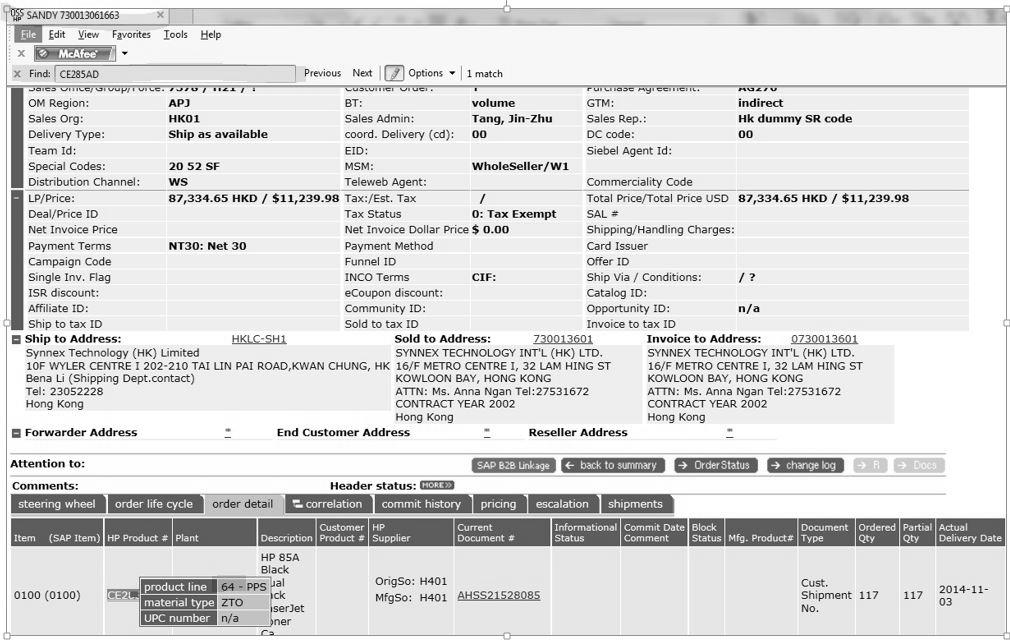 SANDY 730013061663
File Edit View Favorites Tools Help
McAfee
Find: CE285AD Previous Next Options 1 match
Sales Office/Group/Force: 7378 / H21 / ? Customer Order: Purchase Agreement: AG270
OM Region: APJ BT: volume GTM: indirect
Sales Org: HK01 Sales Admin: Tang, Jin-Zhu Sales Rep.: Hk dummy SR code
Delivery Type: Ship as available coord. Delivery (cd): 00 DC code: 00
Team Id: EID: Siebel Agent Id:
Special Codes: 20 52 SF MSM: WholeSeller/W1
Distribution Channel: WS Teleweb Agent: Commerciality Code
LP/Price: 87,334.65 HKD / $11,239.98 Tax:/Est. Tax / Total Price/Total Price USD 87,334.65 HKD / $11,239.98
Deal/Price ID Tax Status 0: Tax Exempt SAL #
Net Invoice Price Net Invoice Dollar Price $ 0.00 Shipping/Handling Charges:
Payment Terms NT30: Net 30 Payment Method Card Issuer
Campaign Code Funnel ID Offer ID
Single Inv. Flag INCO Terms CIF: Ship Via / Conditions: / ?
ISR discount: eCoupon discount: Catalog ID:
Affiliate ID: Community ID: Opportunity ID: n/a
Ship to tax ID Sold to tax ID Invoice to tax ID
Ship to Address: HKLC-SH1 Sold to Address: 730013601 Invoice to Address: 0730013601
Synnex Technology (HK) Limited SYNNEX TECHNOLOGY INT'L (HK) LTD. SYNNEX TECHNOLOGY INT'L (HK) LTD.
10F WYLER CENTRE I 202-210 TAI LIN PAI ROAD,KWAN CHUNG, HK 16/F METRO CENTRE I, 32 LAM HING ST 16/F METRO CENTRE I, 32 LAM HING ST
Bena Li (Shipping Dept.contact) KOWLOON BAY, HONG KONG KOWLOON BAY, HONG KONG
Tel: 23052228 ATTN: Ms. Anna Ngan Tel:27531672 ATTN: Ms. Anna Ngan Tel:27531672
Hong Kong CONTRACT YEAR 2002 CONTRACT YEAR 2002
Hong Kong Hong Kong
Forwarder Address * End Customer Address * Reseller Address *
Attention to: SAP B2B Linkage back to summary Order Status change log R Docs
Comments: Header status: MORE
steering wheel order life cycle order detail correlation commit history pricing escalation shipments
Item (SAP Item) HP Product # Plant Description Customer Product # HP Supplier Current Document # Informational Status Commit Date Comment Block Status Mfg. Product# Document Type Ordered Qty Partial Qty Actual Delivery Date
HP 85A
Black
0100 (0100) OrigSo: H401 MfgSo: H401 AHSS21528085 Cust. Shipment No. 117 117 2014-11-03
product line 64 - PPS
material type ZTO
UPC number n/a